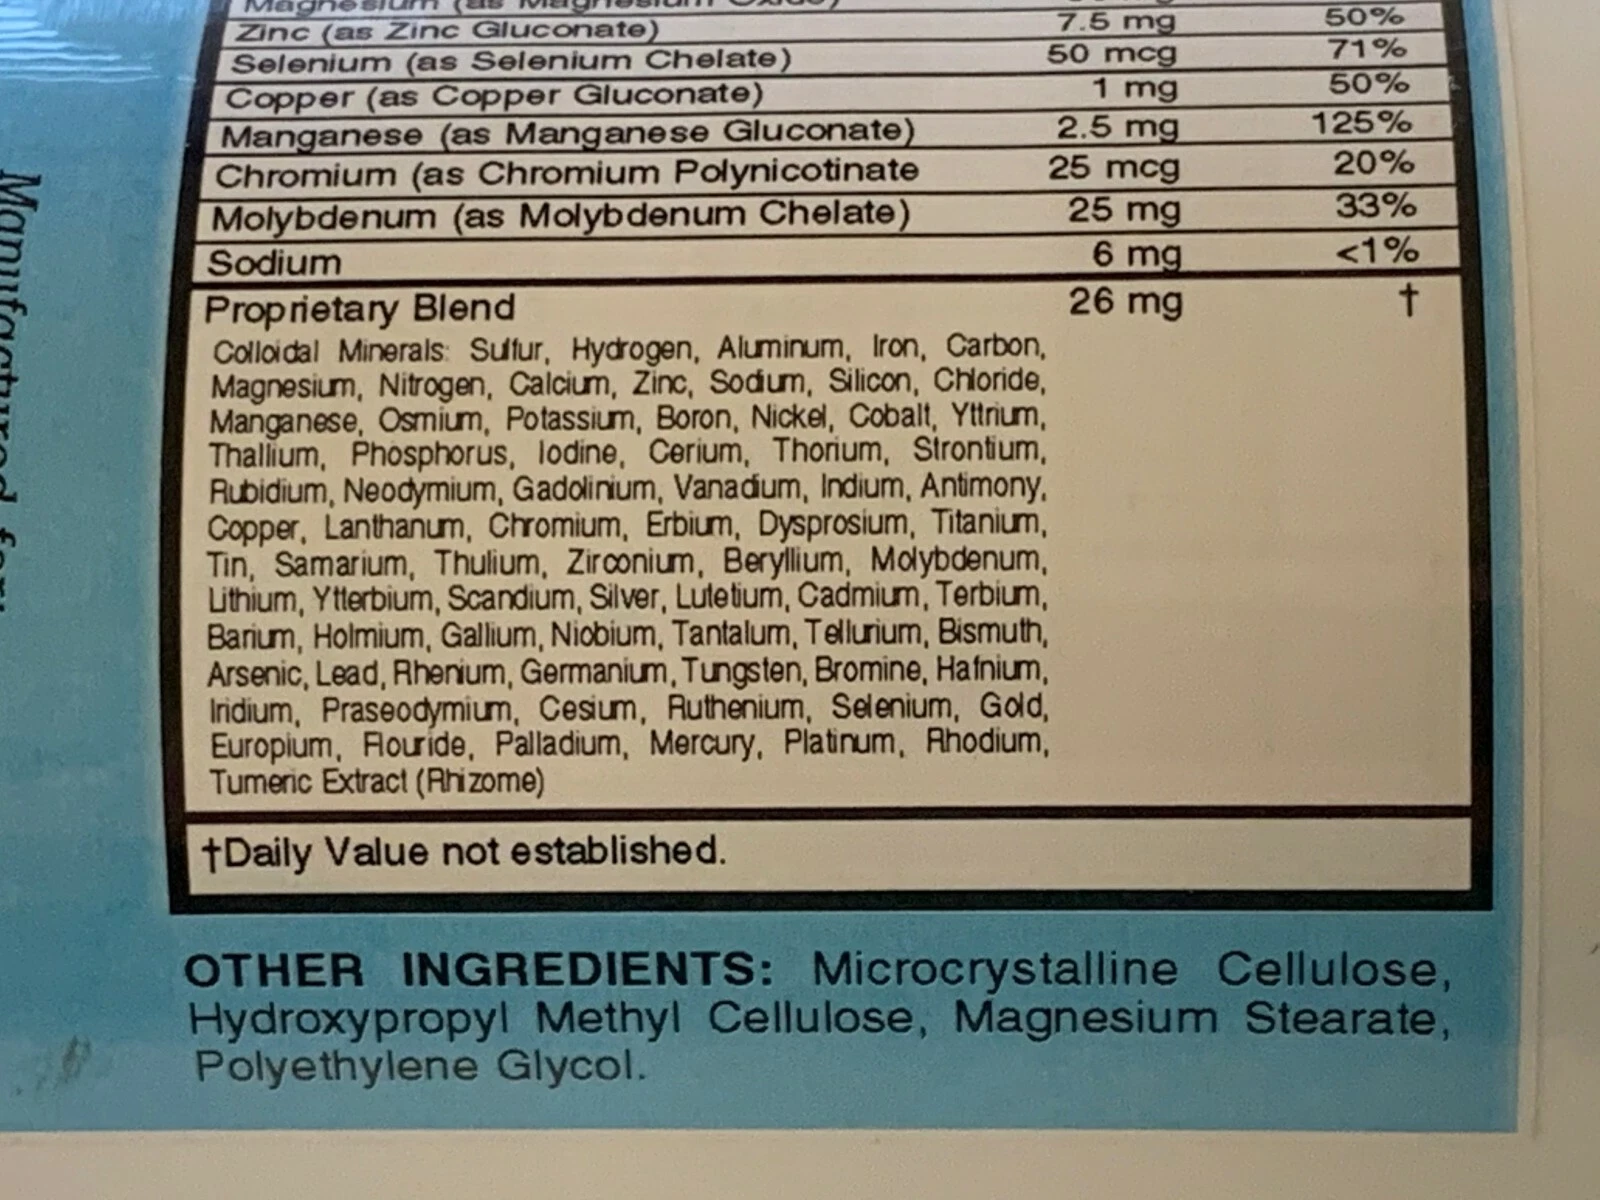 Magnesium (as Magnesium Oxide)
Zinc (as Zinc Gluconate) 7.5 mg 50%
Selenium (as Selenium Chelate) 50 mcg 71%
Copper (as Copper Gluconate) 1 mg 50%
Manganese (as Manganese Gluconate) 2.5 mg 125%
Chromium (as Chromium Polynicotinate 25 mcg 20%
Molybdenum (as Molybdenum Chelate) 25 mg 33%
Sodium 6 mg <1%
Proprietary Blend 26 mg †
Colloidal Minerals: Sulfur, Hydrogen, Aluminum, Iron, Carbon,
Magnesium, Nitrogen, Calcium, Zinc, Sodium, Silicon, Chloride,
Manganese, Osmium, Potassium, Boron, Nickel, Cobalt, Yttrium,
Thallium, Phosphorus, Iodine, Cerium, Thorium, Strontium,
Rubidium, Neodymium, Gadolinium, Vanadium, Indium, Antimony,
Copper, Lanthanum, Chromium, Erbium, Dysprosium, Titanium,
Tin, Samarium, Thulium, Zirconium, Beryllium, Molybdenum,
Lithium, Ytterbium, Scandium, Silver, Lutetium, Cadmium, Terbium,
Barium, Holmium, Gallium, Niobium, Tantalum, Tellurium, Bismuth,
Arsenic, Lead, Rhenium, Germanium, Tungsten, Bromine, Hafnium,
Iridium, Praseodymium, Cesium, Ruthenium, Selenium, Gold,
Europium, Flouride, Palladium, Mercury, Platinum, Rhodium,
Tumeric Extract (Rhizome)
†Daily Value not established.
OTHER INGREDIENTS: Microcrystalline Cellulose,
Hydroxypropyl Methyl Cellulose, Magnesium Stearate,
Polyethylene Glycol.
Manufactured for: